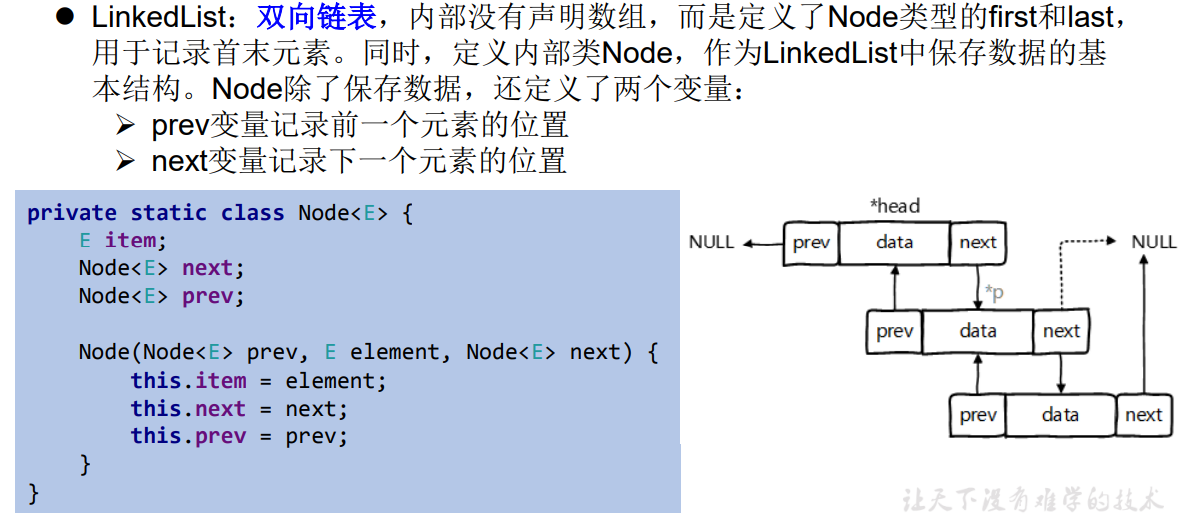 ● LinkedList：双向链表，内部没有声明数组，而是定义了Node类型的first和last，
用于记录首末元素。同时，定义内部类Node，作为LinkedList中保存数据的基
本结构。Node除了保存数据，还定义了两个变量：
➢ prev变量记录前一个元素的位置
➢ next变量记录下一个元素的位置
private static class Node<E> {
    E item;
    Node<E> next;
    Node<E> prev;

    Node(Node<E> prev, E element, Node<E> next) {
        this.item = element;
        this.next = next;
        this.prev = prev;
    }
}
*head
NULL prev data next NULL
*p
prev data next
prev data next
让天下没有难学的技术